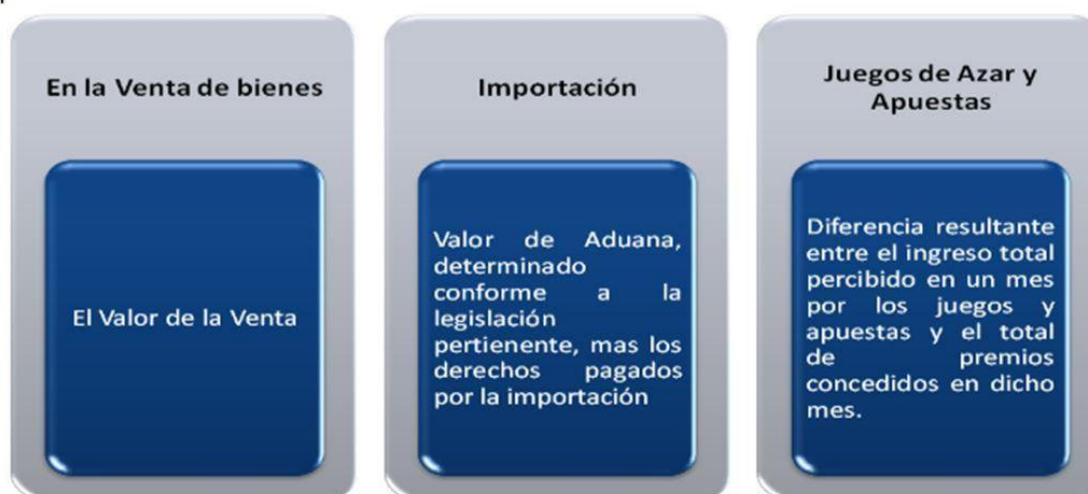 En la Venta de bienes
El Valor de la Venta
Importación
Valor de Aduana,
determinado
conforme a la
legislación
pertienente, mas los
derechos pagados
por la importación
Juegos de Azar y
Apuestas
Diferencia resultante
entre el ingreso total
percibido en un mes
por los juegos y
apuestas y el total
de premios
concedidos en dicho
mes.